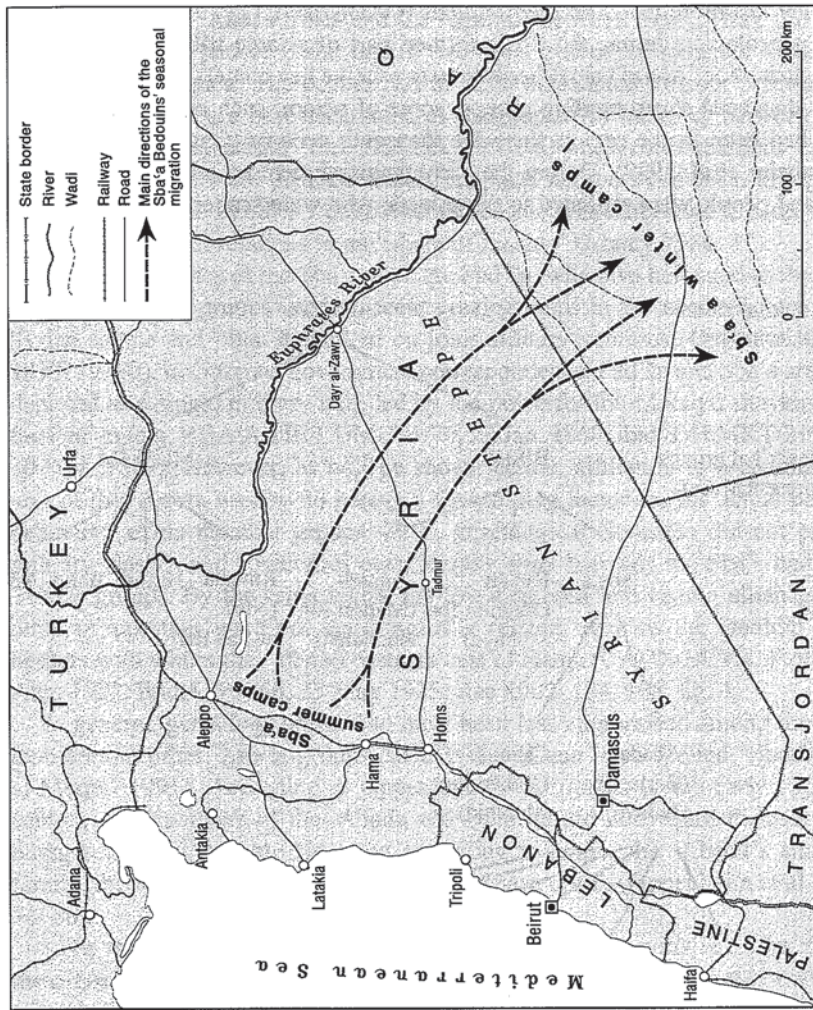 State border
River
Wadi
Railway
Road
Main directions of the
Sba'a Bedouins' seasonal
migration
TURKEY
Adana
Urfa
Antakia
Aleppo
Euphrates River
Latakia
Sba'a
summer camps
Hama
Homs
Tadmur
Dayr al-Zawr
SYRIA
SYRIAN STEPPE
IRAQ
Mediterranean Sea
Tripoli
LEBANON
Beirut
Damascus
Haifa
PALESTINE
TRANSJORDAN
Sba'a winter camps
0 100 200 km